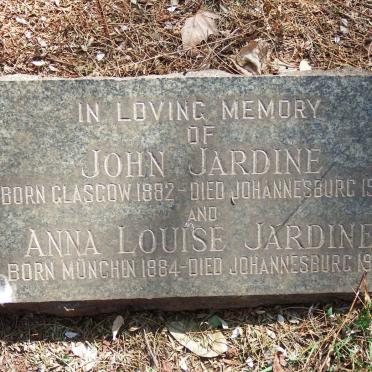 IN LOVING MEMORY
OF
JOHN JARDINE
BORN GLASGOW 1882 - DIED JOHANNESBURG
AND
ANNA LOUISE JARDINE
BORN MÜNCHIN 1884 - DIED JOHANNESBURG